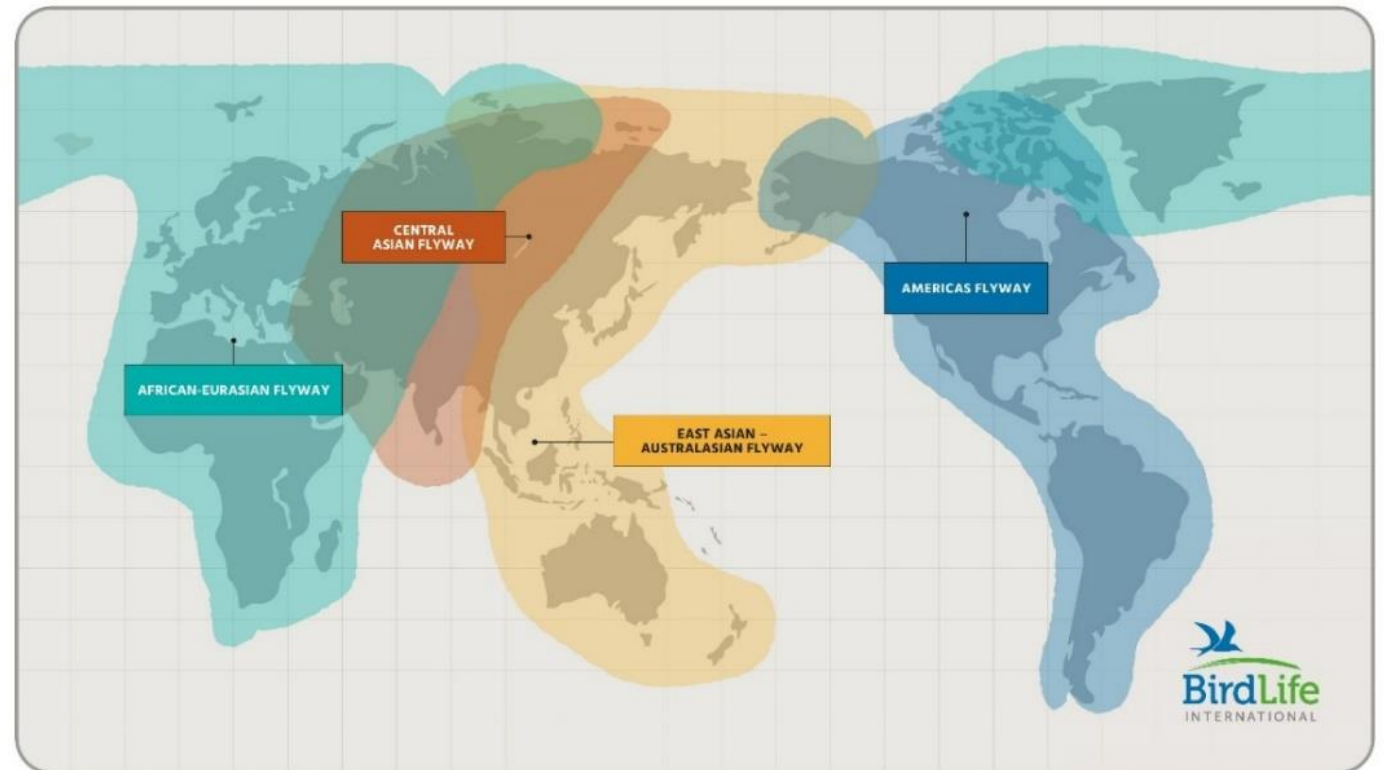 CENTRAL
ASIAN FLYWAY
AMERICAS FLYWAY
AFRICAN-EURASIAN FLYWAY
EAST ASIAN –
AUSTRALASIAN FLYWAY
BirdLife
INTERNATIONAL